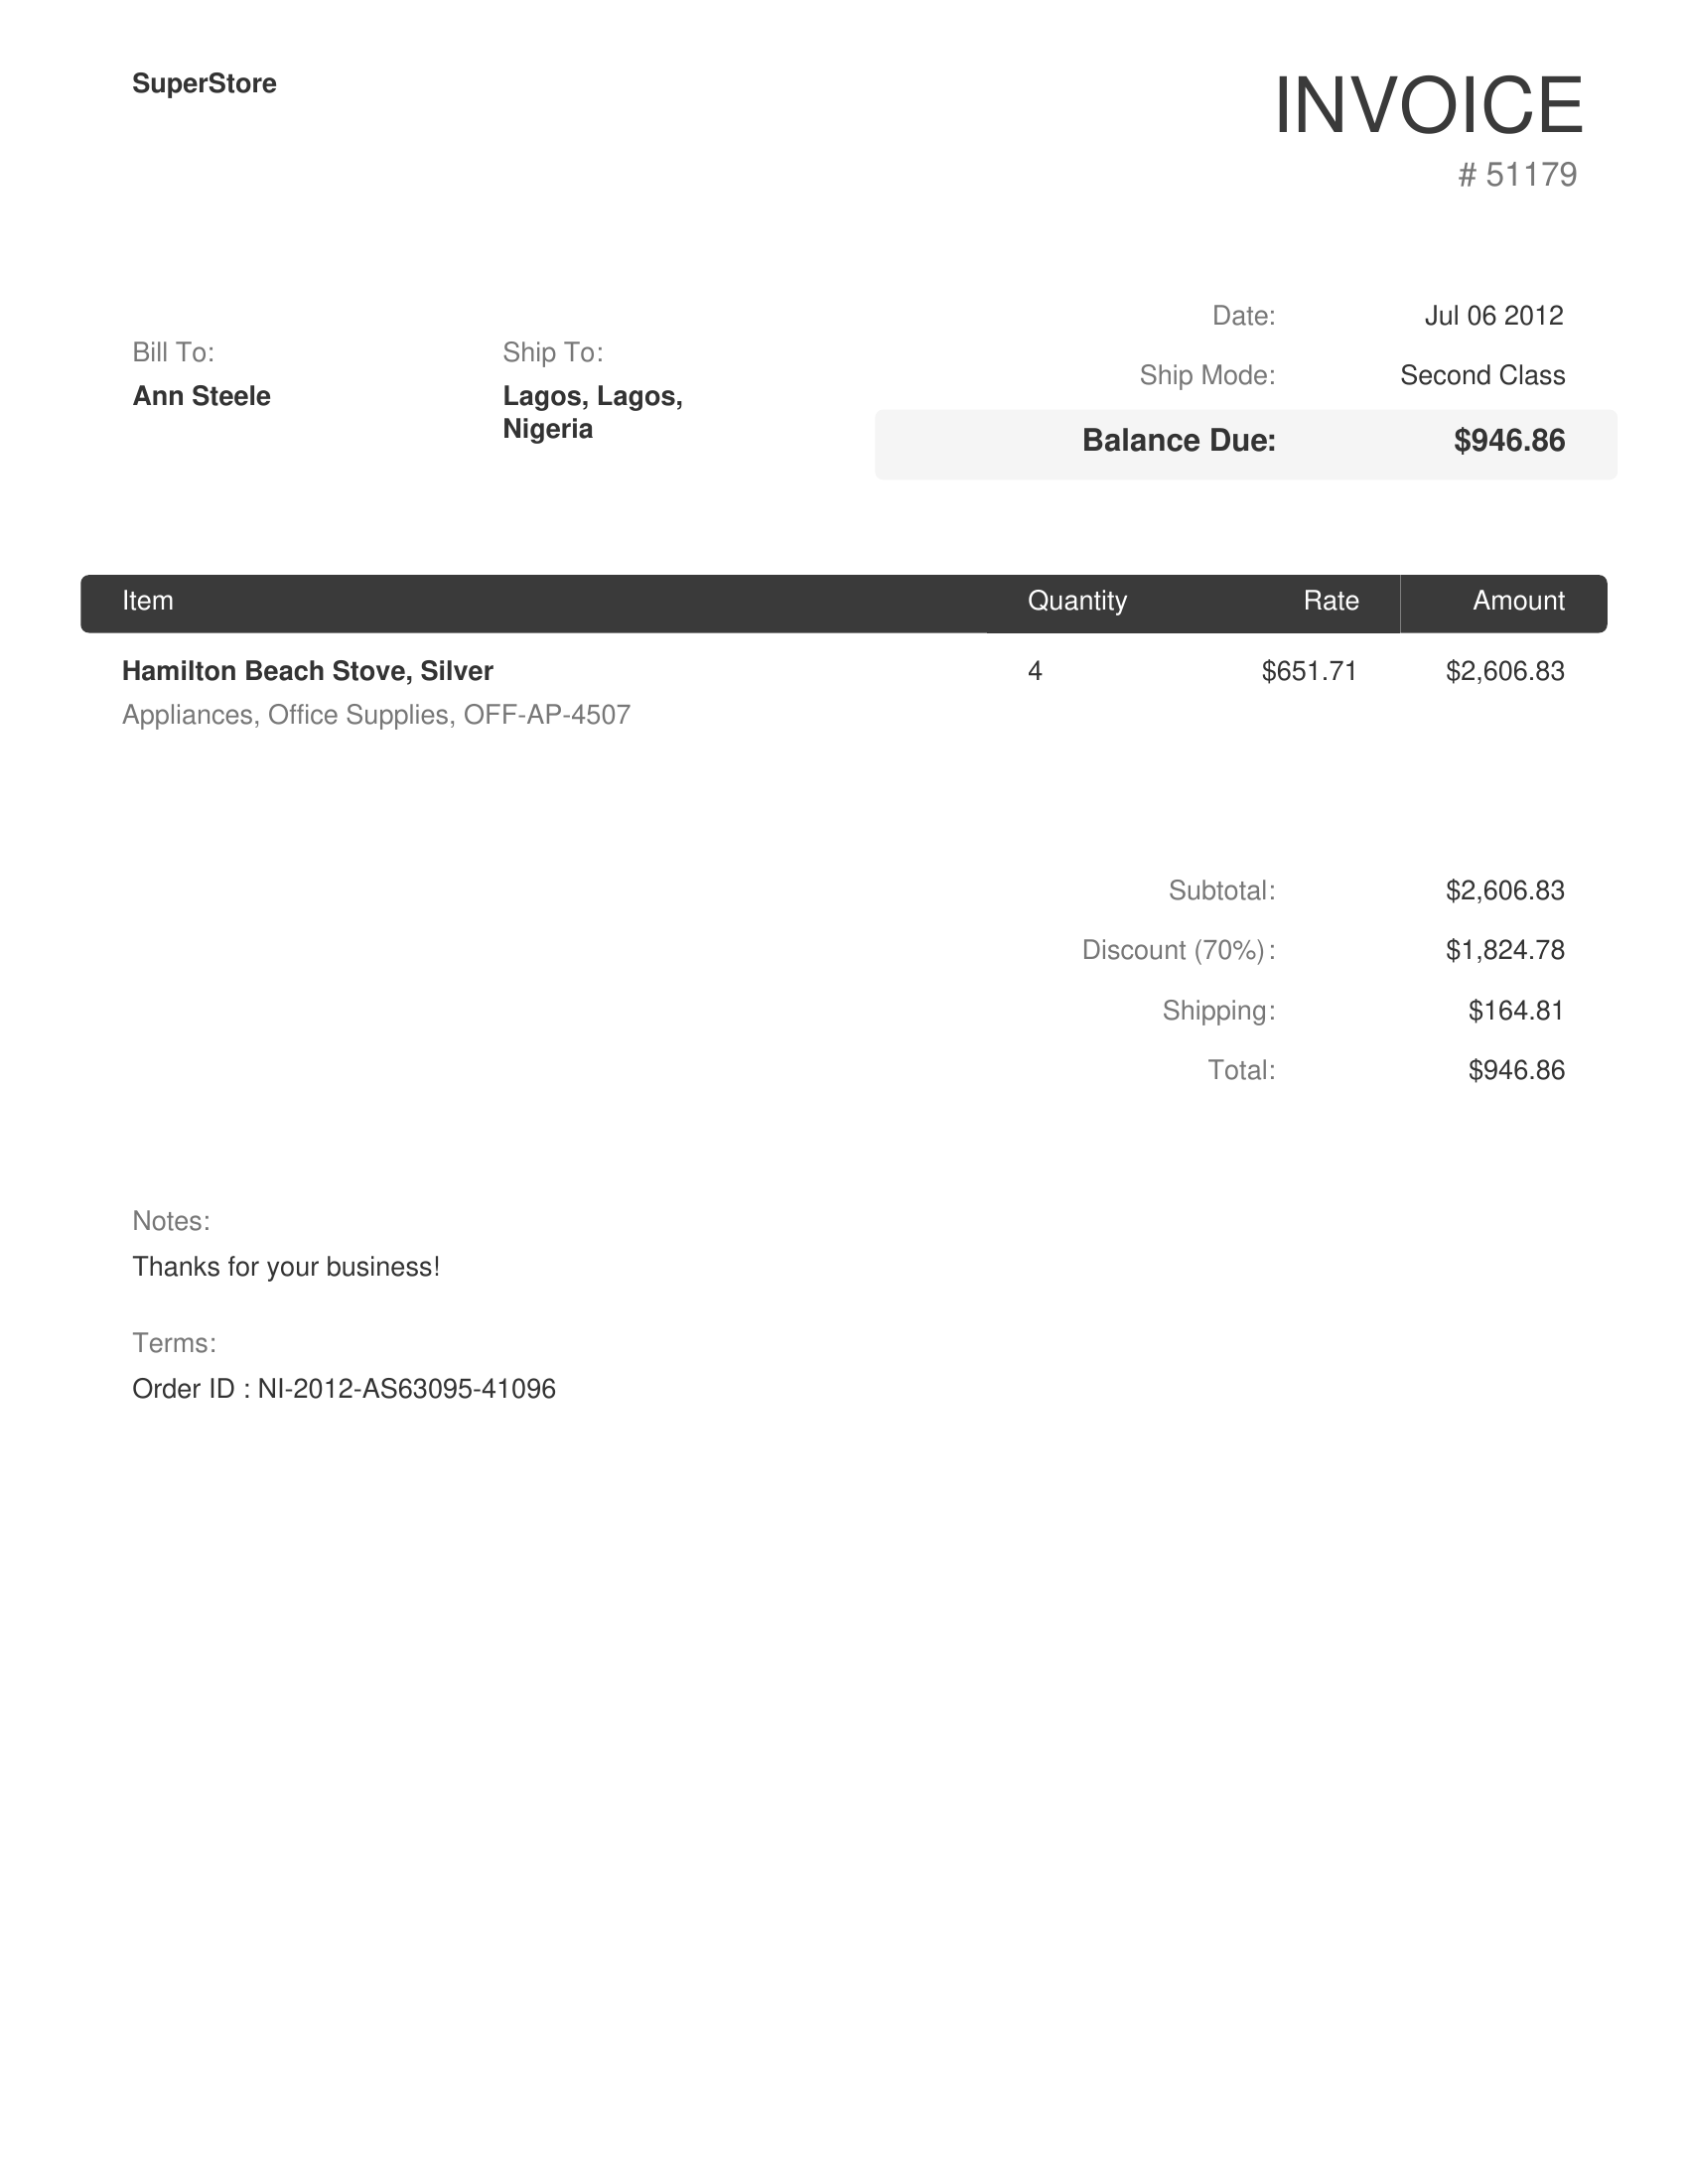 SuperStore
INVOICE
# 51179
Date: Jul 06 2012
Ship Mode: Second Class
Balance Due: $946.86
Bill To:
Ann Steele
Ship To:
Lagos, Lagos,
Nigeria
Item Quantity Rate Amount
Hamilton Beach Stove, Silver 4 $651.71 $2,606.83
Appliances, Office Supplies, OFF-AP-4507
Subtotal: $2,606.83
Discount (70%): $1,824.78
Shipping: $164.81
Total: $946.86
Notes:
Thanks for your business!
Terms:
Order ID : NI-2012-AS63095-41096